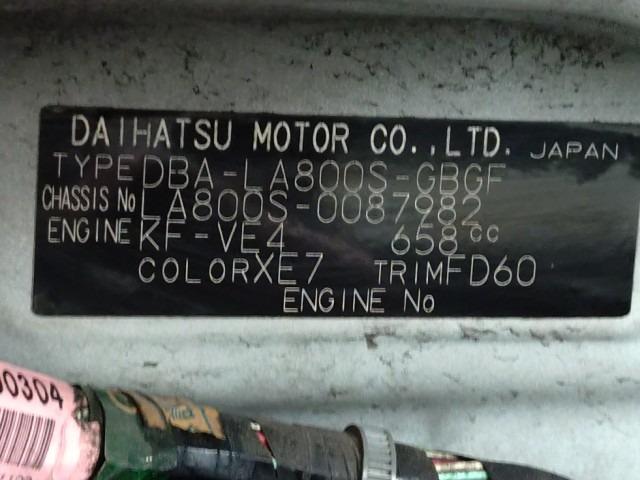 DAIHATSU MOTOR CO.,LTD. JAPAN
TYPE DBA-LA800S-GBGF
CHASSIS No LA800S-0087982
ENGINE KF-VE4 658cc
COLOR XE7 TRIM FD60
ENGINE No
00304